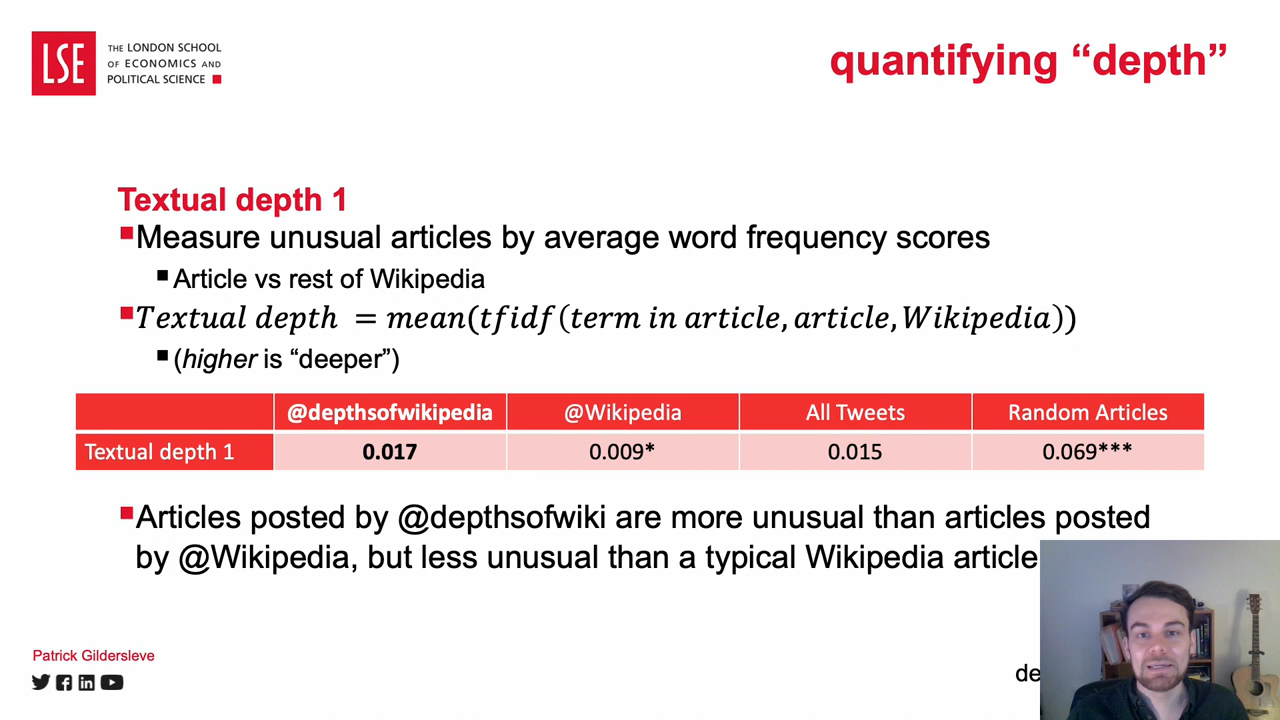 LSE
THE LONDON SCHOOL
OF ECONOMICS AND
POLITICAL SCIENCE
quantifying “depth”
Textual depth 1
Measure unusual articles by average word frequency scores
Article vs rest of Wikipedia
Textual depth = mean(tfidf(term in article, article, Wikipedia))
(higher is “deeper”)
@depthsofwikipedia @Wikipedia All Tweets Random Articles
Textual depth 1 0.017 0.009* 0.015 0.069***
Articles posted by @depthsofwiki are more unusual than articles posted
by @Wikipedia, but less unusual than a typical Wikipedia article
Patrick Gildersleve